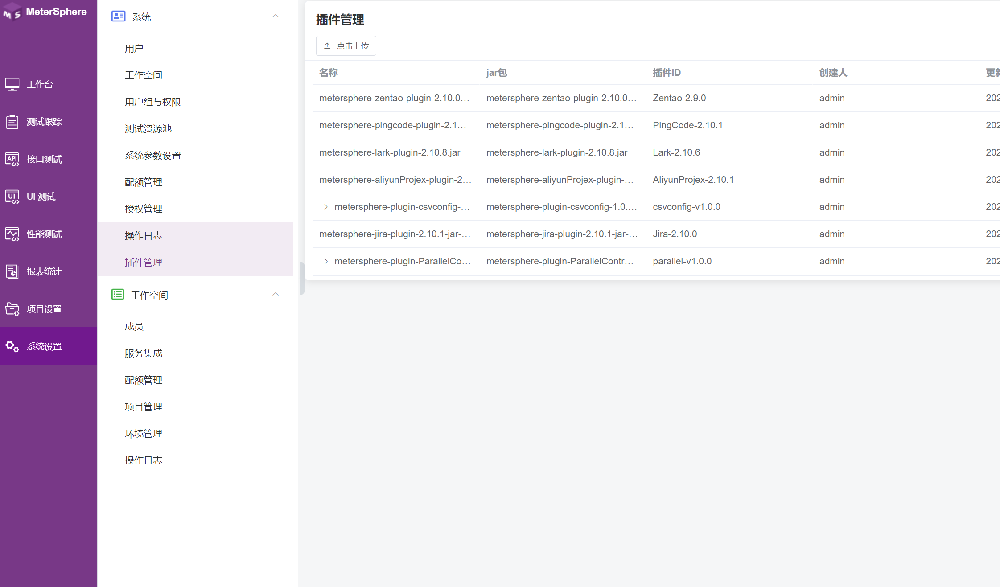 MeterSphere
工作台
测试跟踪
接口测试
UI 测试
性能测试
报表统计
项目设置
系统设置
系统
用户
工作空间
用户组与权限
测试资源池
系统参数设置
配额管理
授权管理
操作日志
插件管理
工作空间
成员
服务集成
配额管理
项目管理
环境管理
操作日志
插件管理
点击上传
名称 jar包 插件ID 创建人 更新
metersphere-zentao-plugin-2.10.0... metersphere-zentao-plugin-2.10.0... Zentao-2.9.0 admin 202
metersphere-pingcode-plugin-2.1... metersphere-pingcode-plugin-2.1... PingCode-2.10.1 admin 202
metersphere-lark-plugin-2.10.8.jar metersphere-lark-plugin-2.10.8.jar Lark-2.10.6 admin 202
metersphere-aliyunProjex-plugin-2... metersphere-aliyunProjex-plugin-... AliyunProjex-2.10.1 admin 202
metersphere-plugin-csvconfig-... metersphere-plugin-csvconfig-1.0.... csvconfig-v1.0.0 admin 202
metersphere-jira-plugin-2.10.1-jar-... metersphere-jira-plugin-2.10.1-jar-... Jira-2.10.0 admin 202
metersphere-plugin-ParallelCo... metersphere-plugin-ParallelContr... parallel-v1.0.0 admin 202